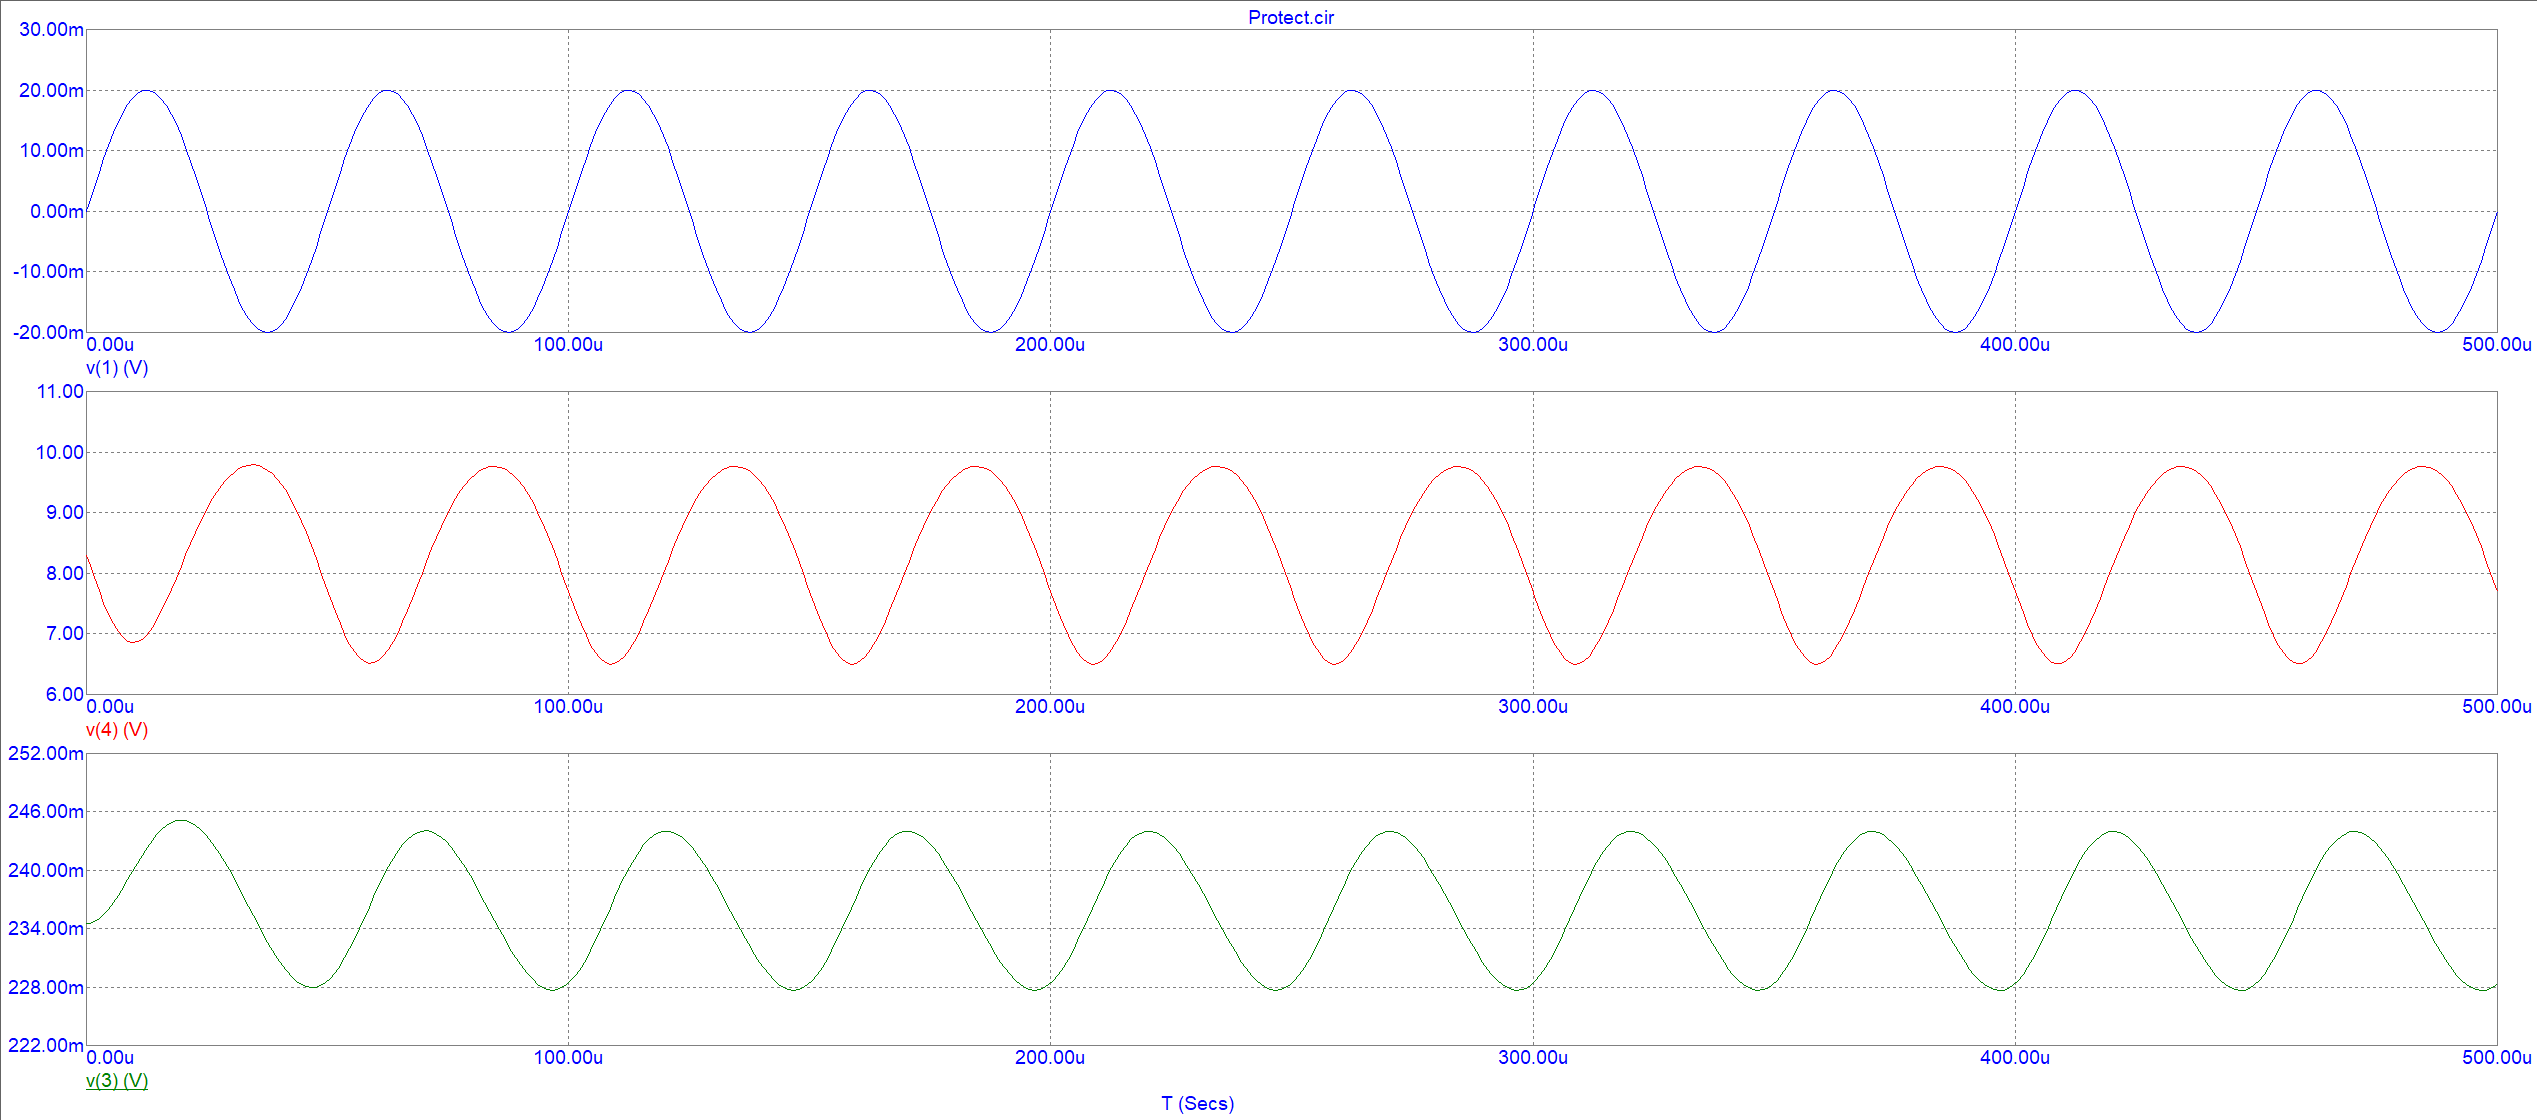 Protect.cir
30.00m
20.00m
10.00m
0.00m
-10.00m
-20.00m
0.00u 100.00u 200.00u 300.00u 400.00u 500.00u
v(1) (V)
11.00
10.00
9.00
8.00
7.00
6.00
0.00u 100.00u 200.00u 300.00u 400.00u 500.00u
v(4) (V)
252.00m
246.00m
240.00m
234.00m
228.00m
222.00m
0.00u 100.00u 200.00u 300.00u 400.00u 500.00u
v(3) (V)
T (Secs)